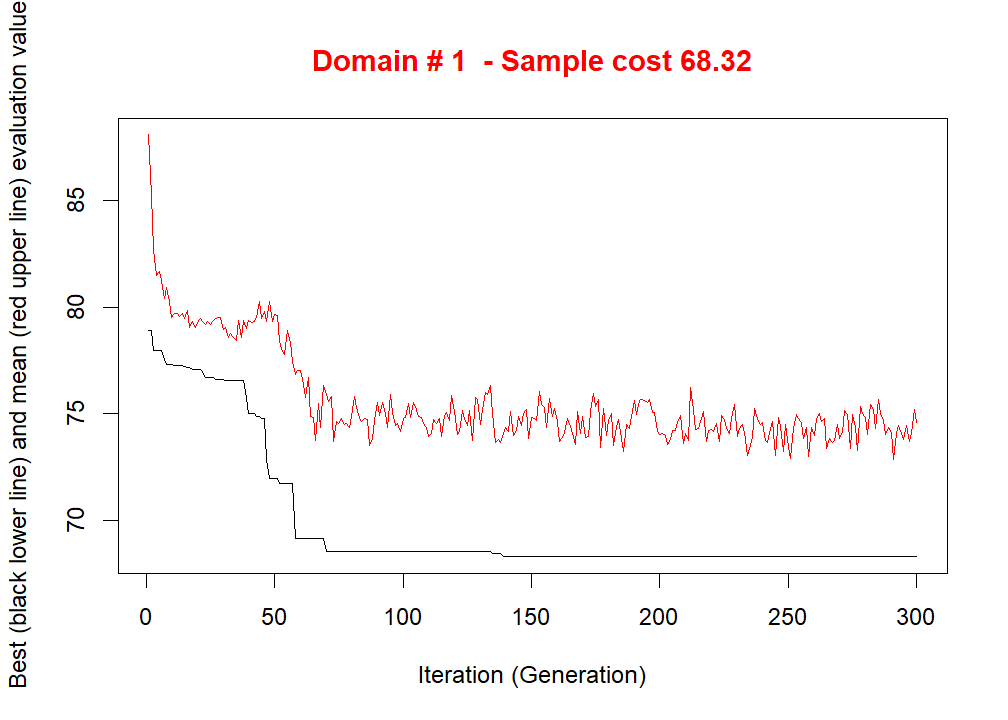 Domain # 1  - Sample cost 68.32
Best (black lower line) and mean (red upper line) evaluation value
85
80
75
70
0 50 100 150 200 250 300
Iteration (Generation)